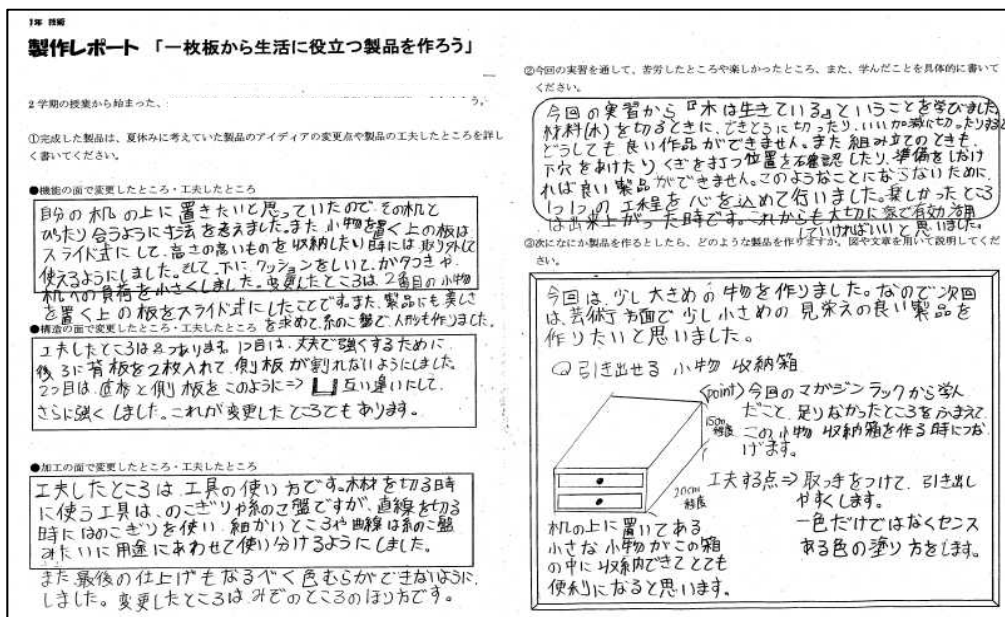 1年 技術
製作レポート 「一枚板から生活に役立つ製品を作ろう」
2学期の授業から始まった、
う。
①完成した製品は、夏休みに考えていた製品のアイディアの変更点や製品の工夫したところを詳し
く書いてください。
●機能の面で変更したところ・工夫したところ
自分の机の上に置きたいと思っていたので、その机と
ぴったり合うように寸法を考えました。また小物を置く上の板は
スライド式にして、高さの高いものを収納したい時には取り外して
使えるようにしました。そして、下にクッションをしいて、がたつきや
机への負荷を小さくしました。変更したところは、2番目の小物
を置く上の板をスライド式にしたことです。また、製品にも美しさ
を求めて、糸のこ盤で、人形も作りました。
●構造の面で変更したところ・工夫したところ
工夫したところは2つあります。1つ目は、丈夫で強くするために
後ろに背板を2枚入れて、側板が割れないようにしました。
2つ目は、底板と側板をこのように⇒ 互い違いにして、
さらに強くしました。これが変更したところでもあります。
●加工の面で変更したところ・工夫したところ
工夫したところは、工具の使い方です。木材を切る時
に使う工具は、のこぎりや糸のこ盤ですが、直線を切る
時にはのこぎりを使い、細かいところや曲線は糸のこ盤
みたいに用途にあわせて使い分けるようにしました。
また、最後の仕上げもなるべく色むらができないように、
しました。変更したところは、みぞのところのほり方です。
②今回の実習を通して、苦労したところや楽しかったところ、また、学んだことを具体的に書いて
ください。
今回の実習から『木は生きている』ということを学びました。
材料(木)を切るときに、てきとうに切ったり、いい加減に切ったりすると
どうしても良い作品ができません。また組み立てのときも、
下穴をあけたりくぎを打つ位置を確認したり、準備をしなけ
れば良い製品ができません。このようなことにならないために、
1つ1つの工程を心を込めて行いました。楽しかったところ
は出来上がった時です。これからも大切に家で有効活用
していければいいと思いました。
③次になにか製品を作るとしたら、どのような製品を作りますか。図や文章を用いて説明してくだ
さい。
今回は、少し大きめの物を作りました。なので次回
は、芸術方面で少し小さめの見栄えの良い製品を
作りたいと思いました。
引き出せる 小物 収納箱
(point) 今回のマガジンラックから学ん
だこと、足りなかったところをふまえて、
この小物収納箱を作る時につな
げます。
15cm
程度
20cm
程度
工夫する点⇒取っ手をつけて、引き出し
やすくします。
一色だけではなくセンス
ある色の塗り方をします。
机の上に置いてある
小さな小物がこの箱
の中に収納できてとても
便利になると思います。